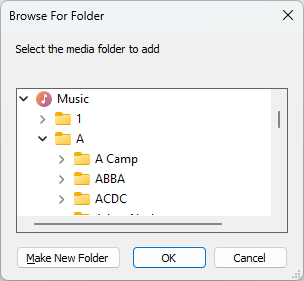 Browse For Folder
Select the media folder to add
Music
1
A
A Camp
ABBA
ACDC
Make New Folder
OK
Cancel